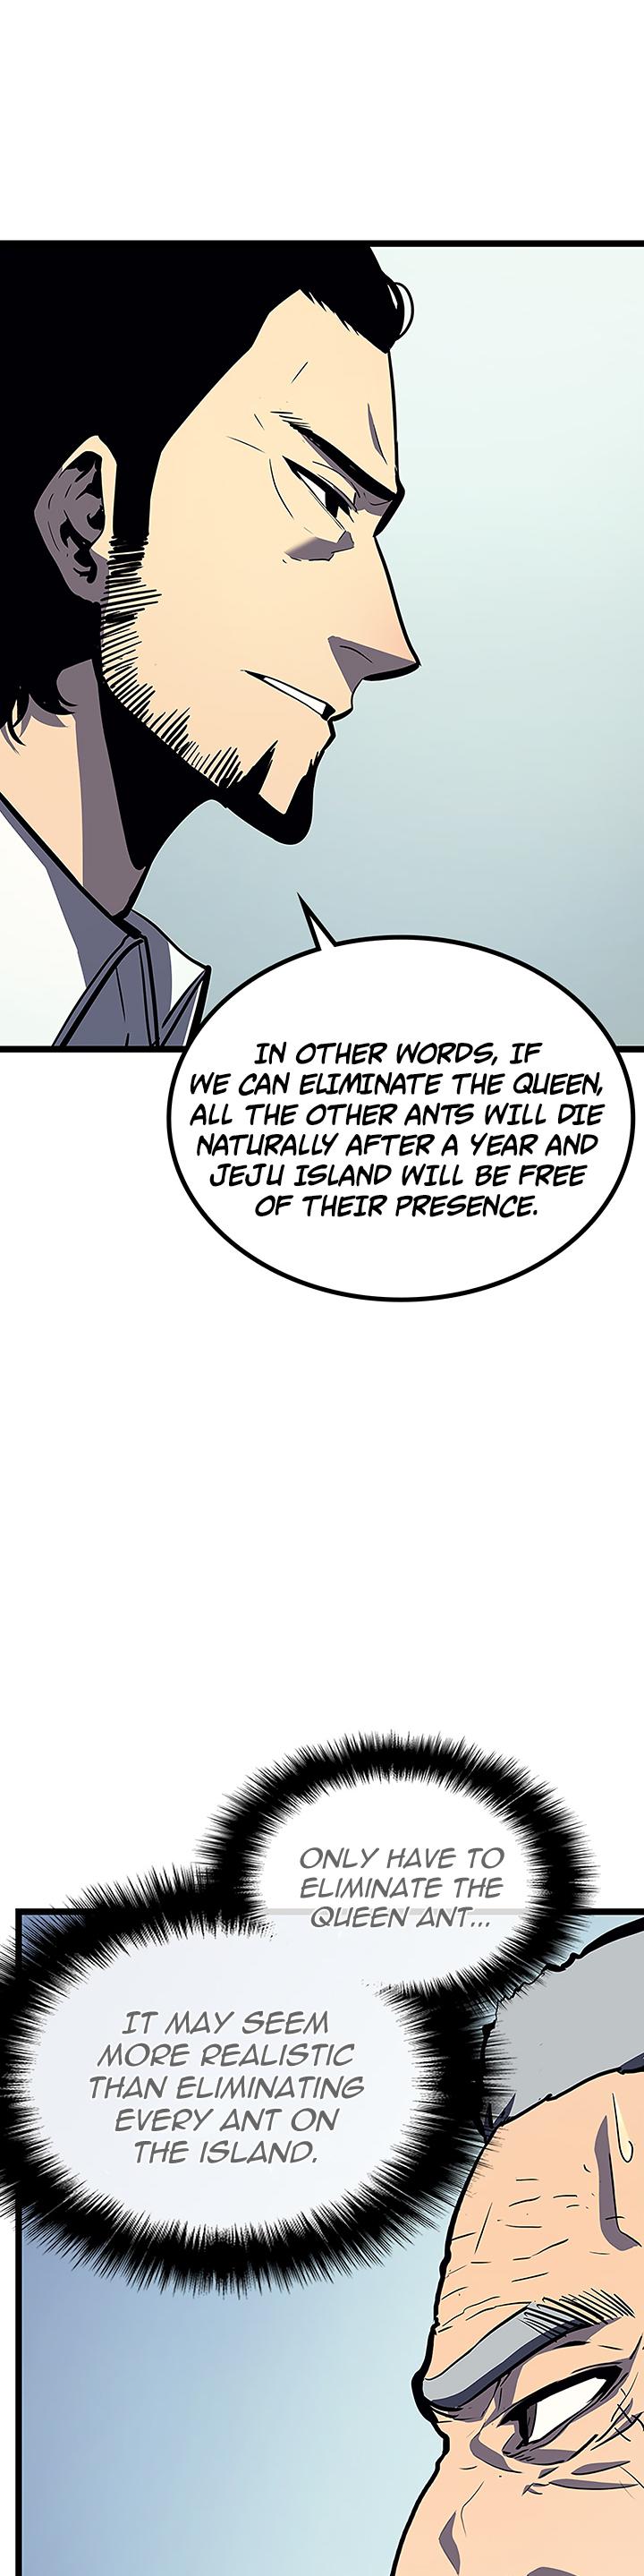 IN OTHER WORDS, IF
WE CAN ELIMINATE THE QUEEN,
ALL THE OTHER ANTS WILL DIE
NATURALLY AFTER A YEAR AND
JEJU ISLAND WILL BE FREE
OF THEIR PRESENCE.
ONLY HAVE TO
ELIMINATE THE
QUEEN ANT...
IT MAY SEEM
MORE REALISTIC
THAN ELIMINATING
EVERY ANT ON
THE ISLAND.